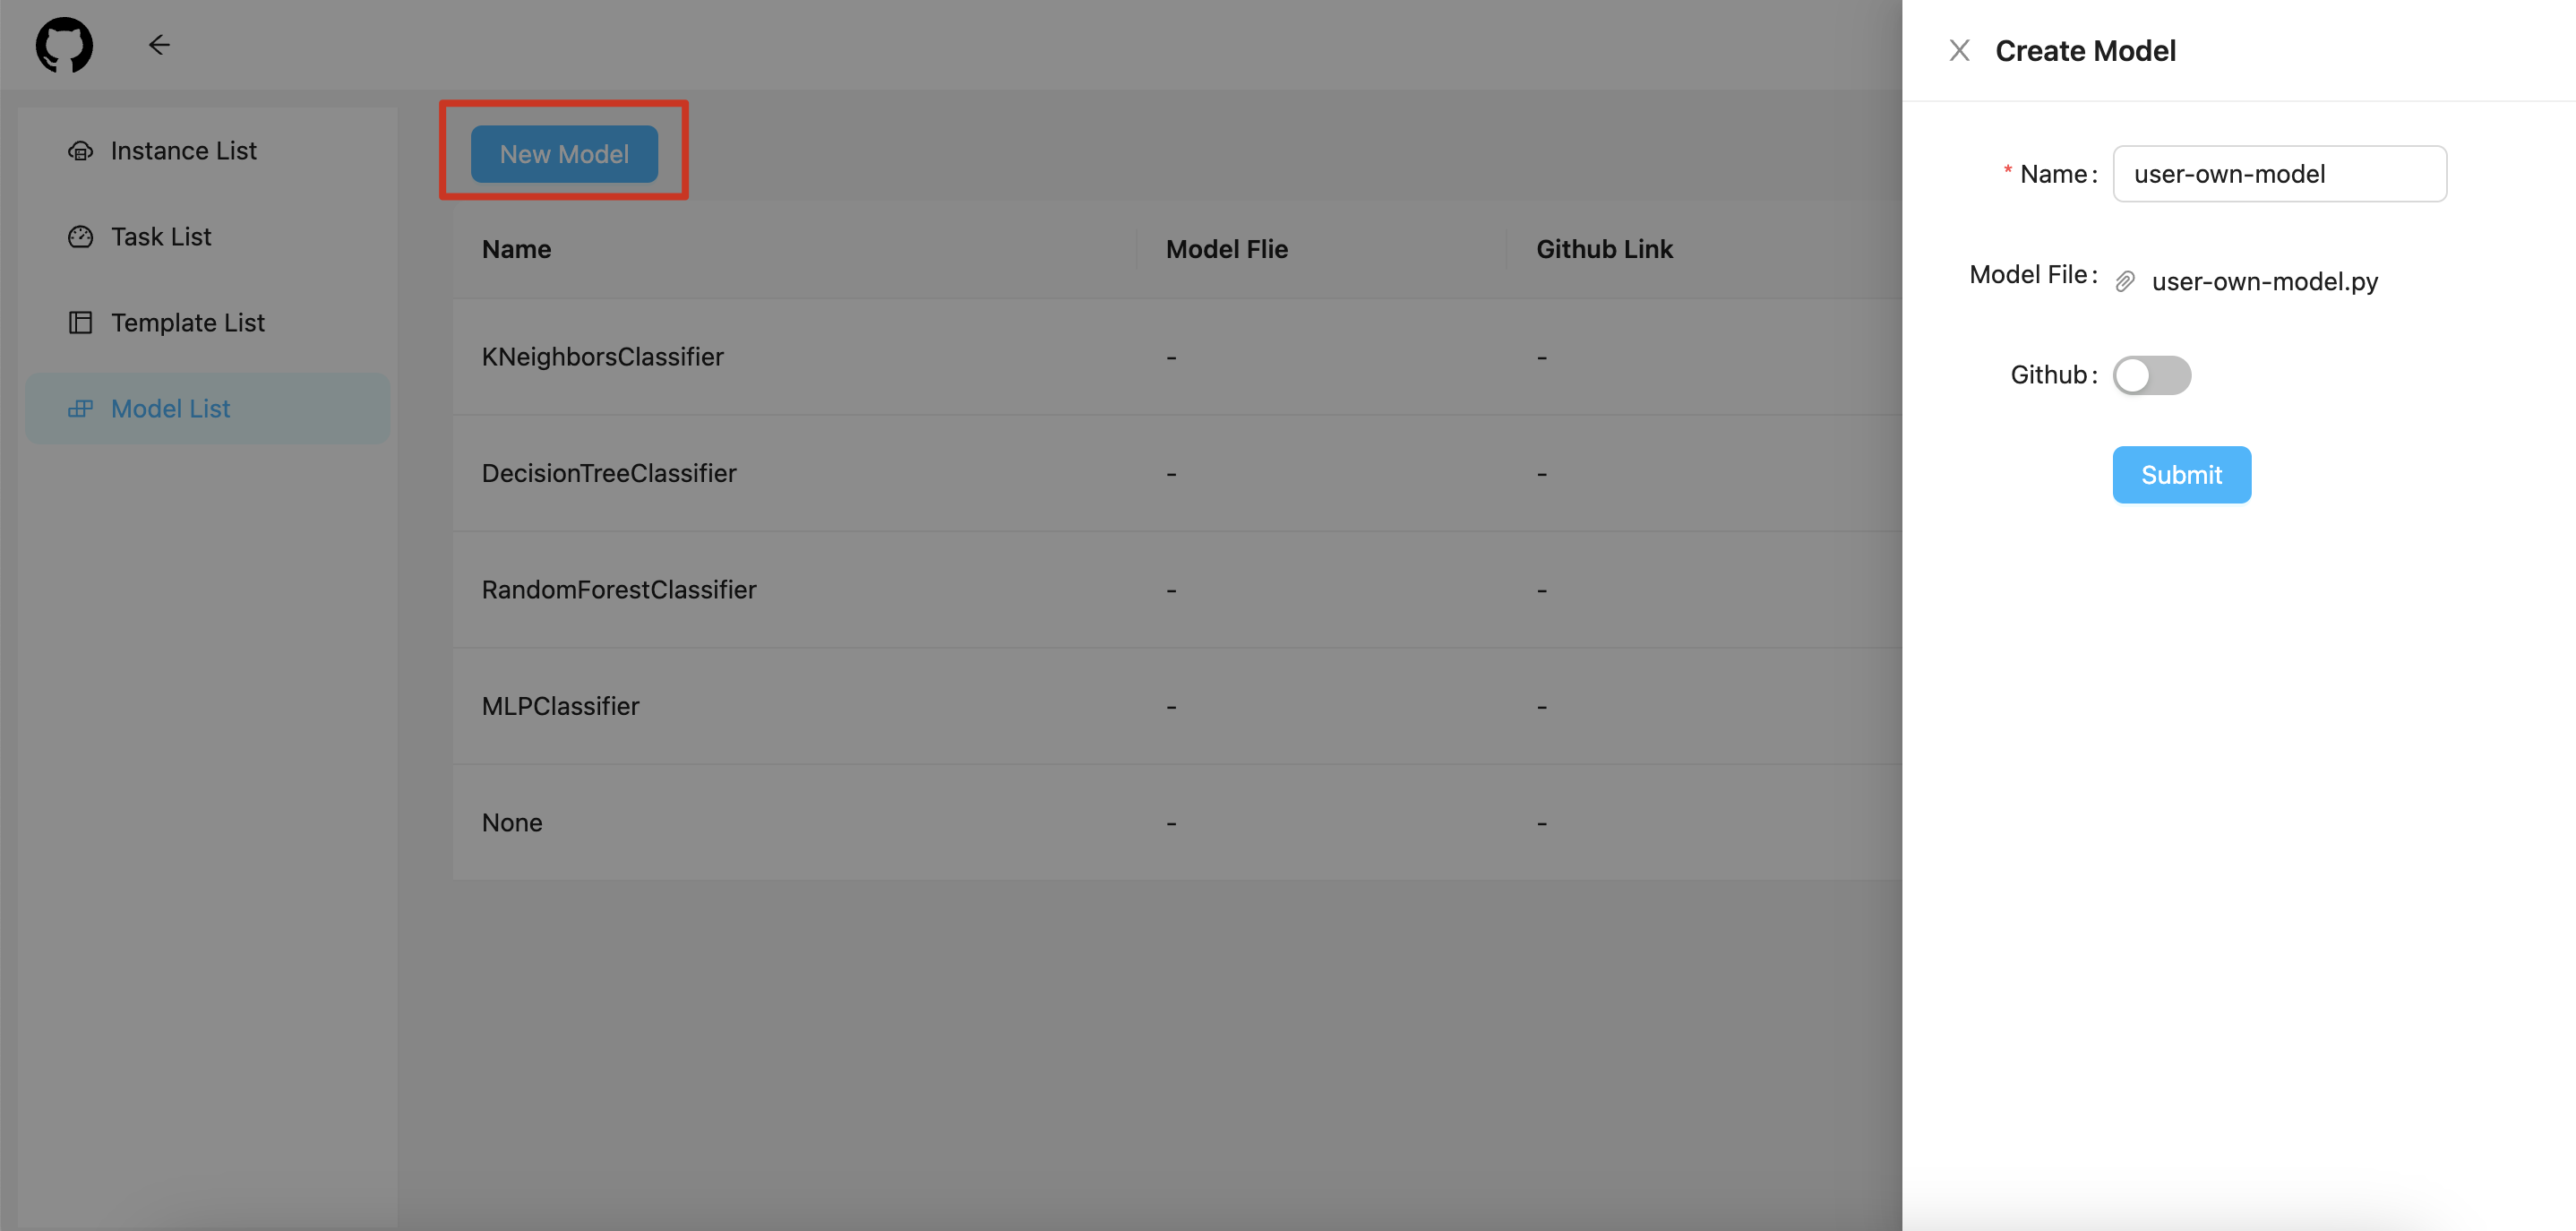 Instance List
Task List
Template List
Model List
New Model
Name Model Flie Github Link
KNeighborsClassifier - -
DecisionTreeClassifier - -
RandomForestClassifier - -
MLPClassifier - -
None - -
Create Model
* Name: user-own-model
Model File: user-own-model.py
Github:
Submit